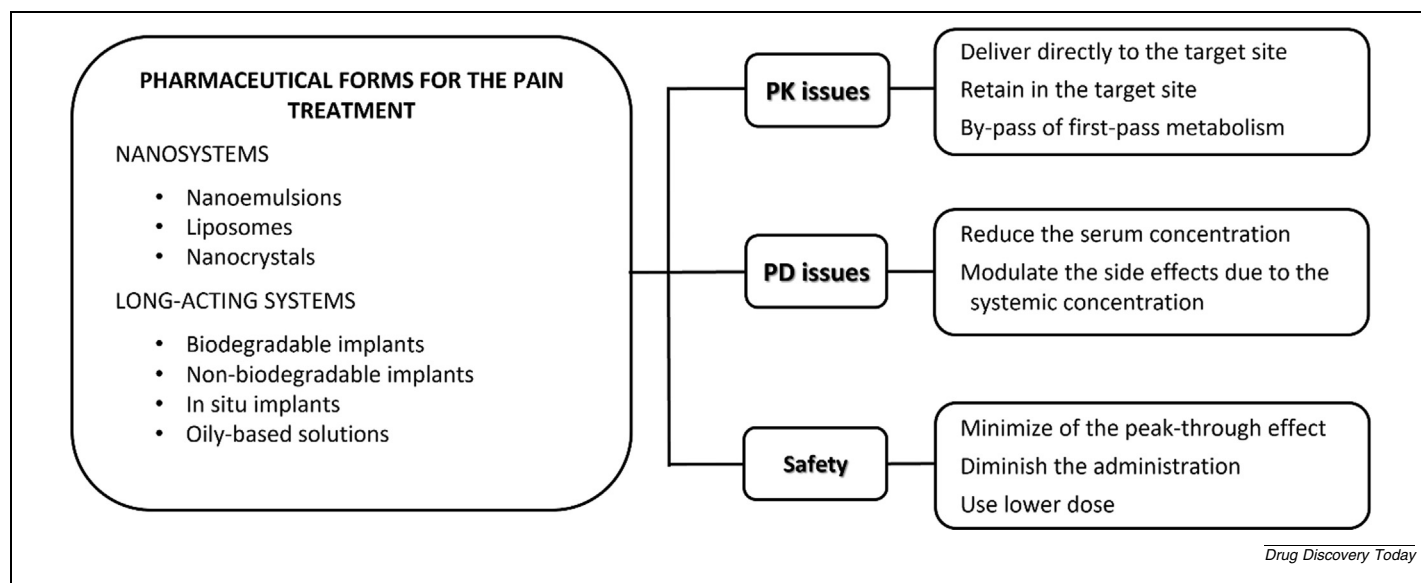 PHARMACEUTICAL FORMS FOR THE PAIN
TREATMENT
NANOSYSTEMS
• Nanoemulsions
• Liposomes
• Nanocrystals
LONG-ACTING SYSTEMS
• Biodegradable implants
• Non-biodegradable implants
• In situ implants
• Oily-based solutions
PK issues
Deliver directly to the target site
Retain in the target site
By-pass of first-pass metabolism
PD issues
Reduce the serum concentration
Modulate the side effects due to the
systemic concentration
Safety
Minimize of the peak-through effect
Diminish the administration
Use lower dose
Drug Discovery Today